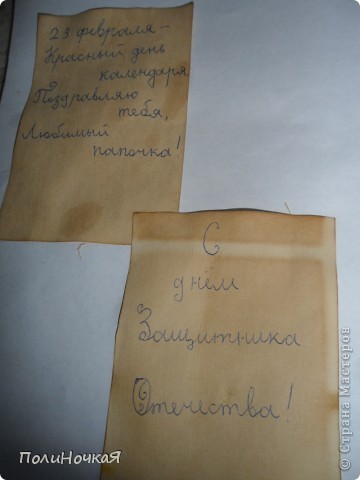 23 февраля –
Красный день
календаря.
Поздравляю
тебя,
Любимый
папочка!
С
днём
Защитника
Отечества!
ПолиНочкаЯ
© Страна Мастеров